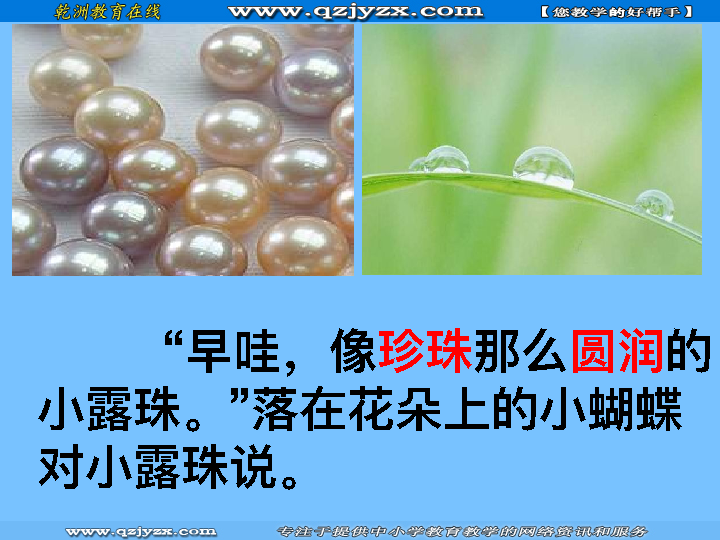 乾洲教育在线 www.qzjyzx.com 【您教学的好帮手】
“早哇，像珍珠那么圆润的
小露珠。”落在花朵上的小蝴蝶
对小露珠说。
www.qzjyzx.com 专注于提供中小学教育教学的网络资讯和服务